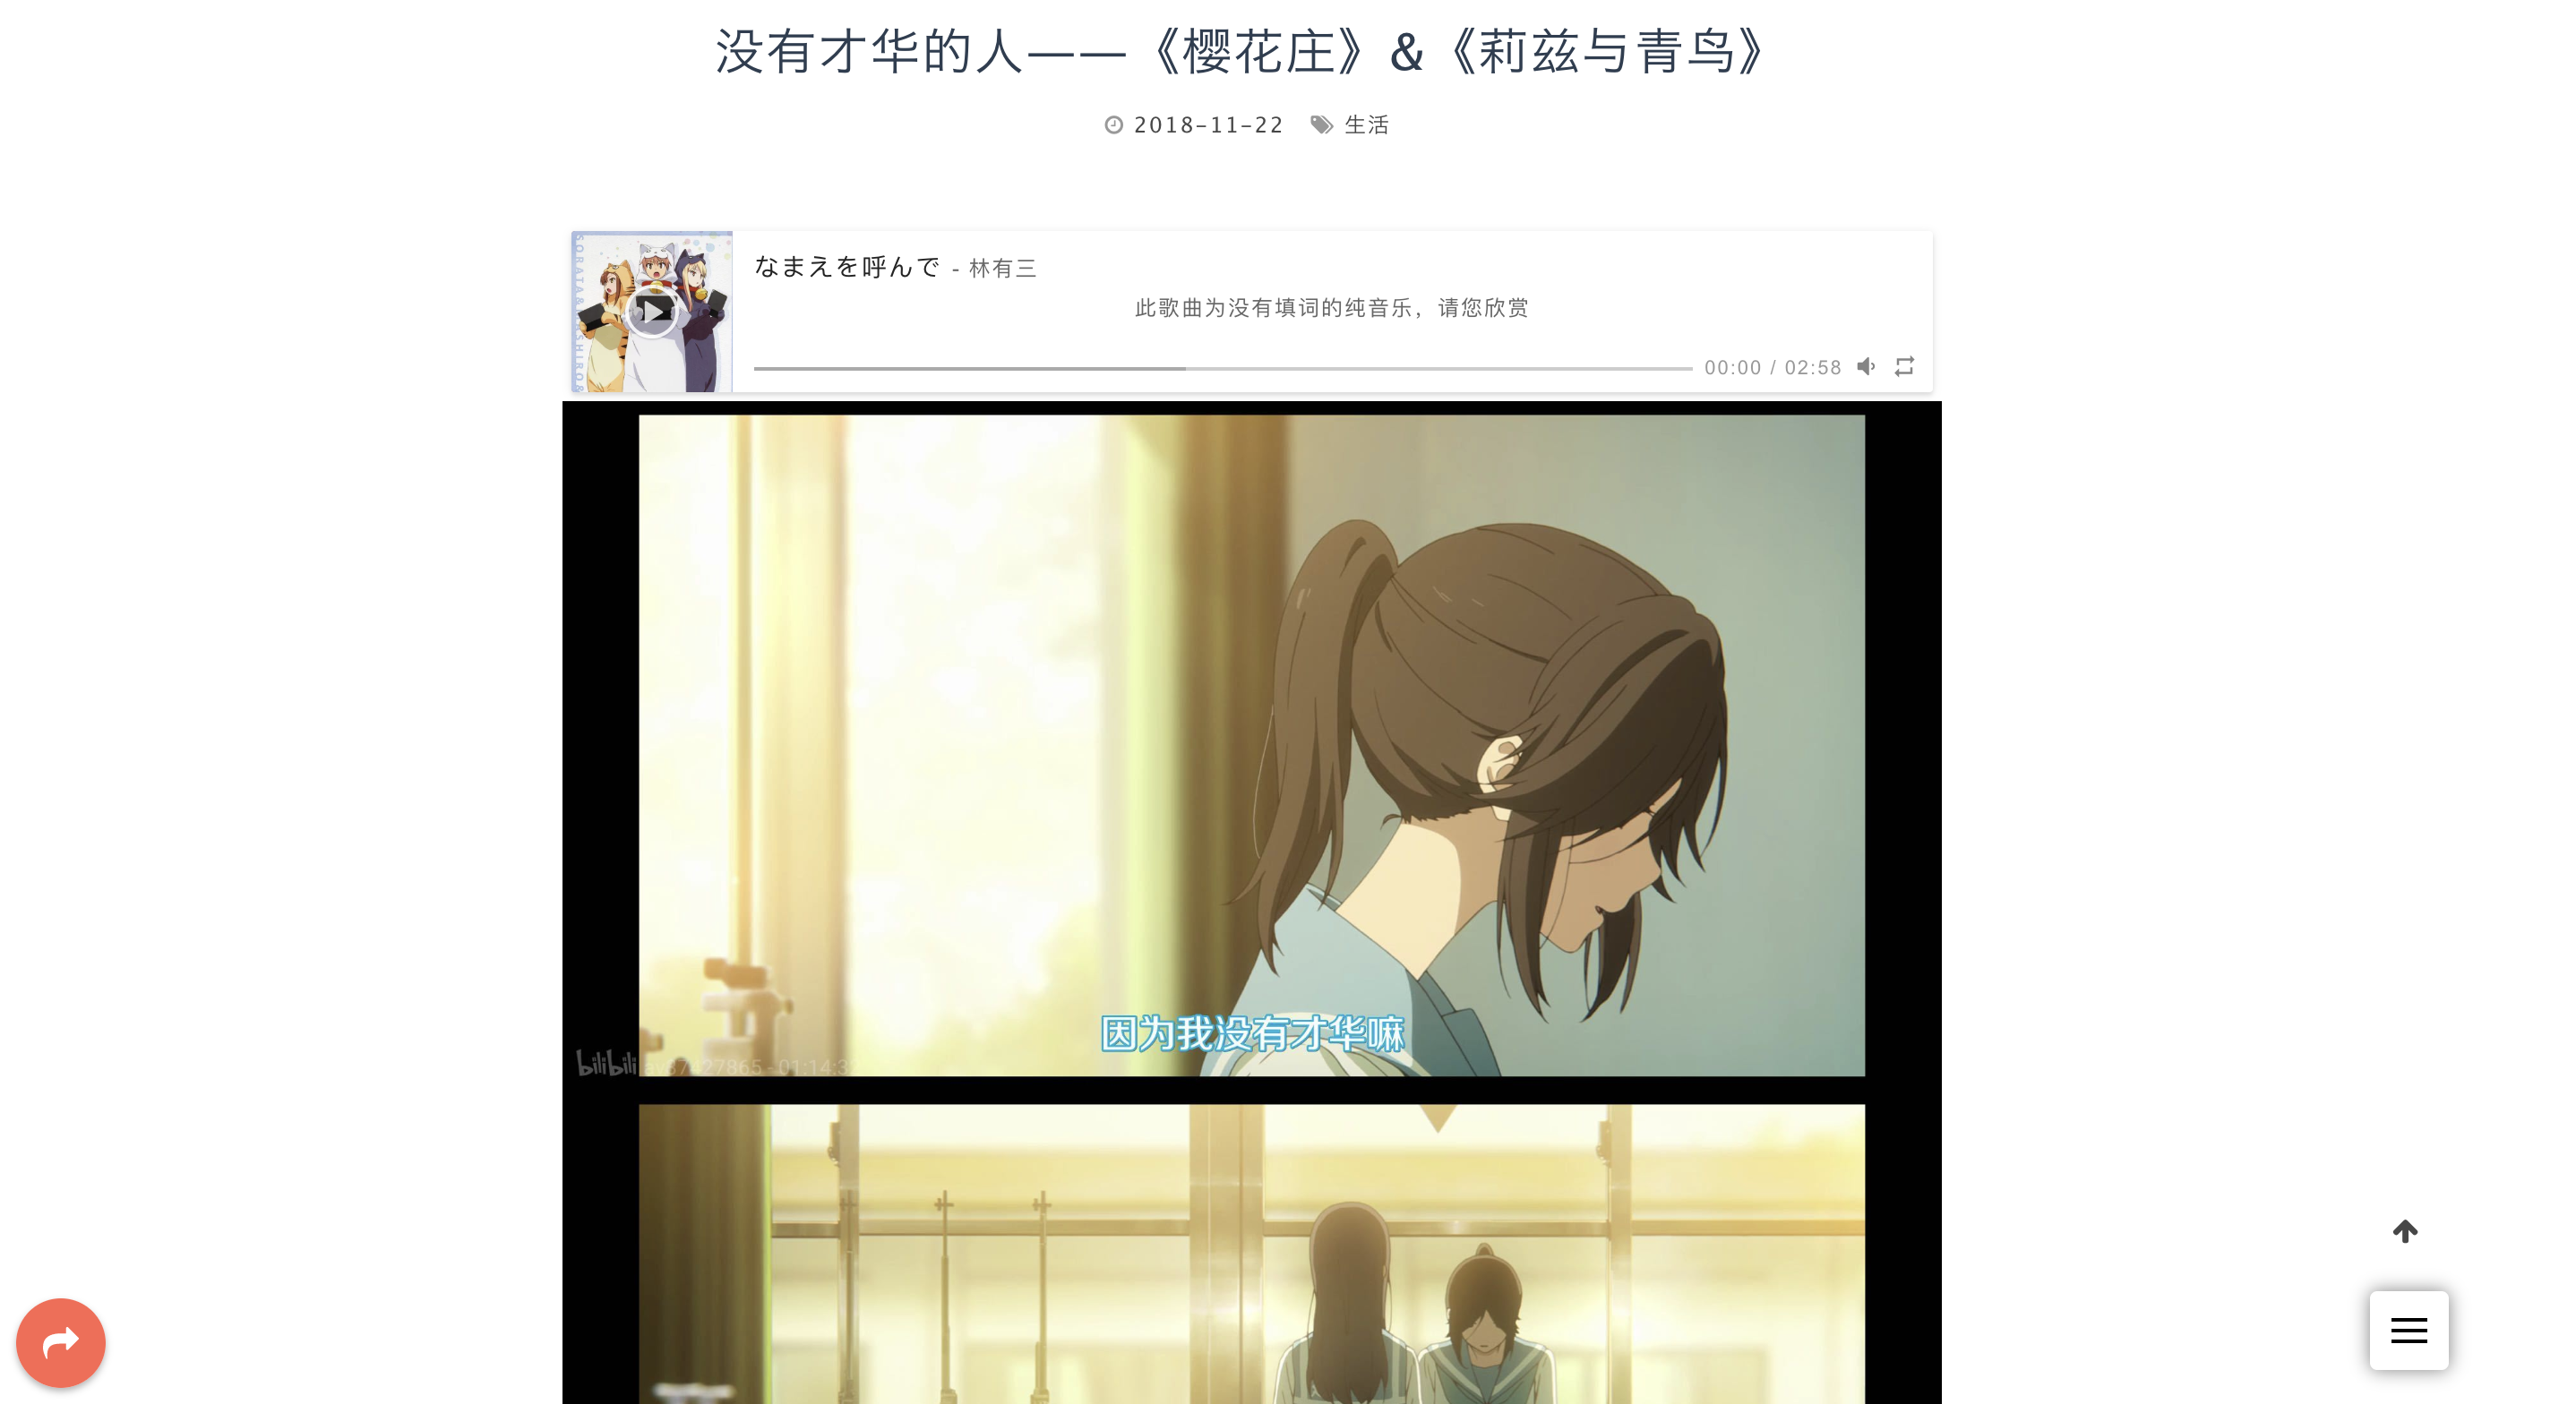 没有才华的人——《樱花庄》&《莉兹与青鸟》
2018-11-22 生活
なまえを呼んで - 林有三
此歌曲为没有填词的纯音乐，请您欣赏
00:00 / 02:58
因为我没有才华嘛
bilibili